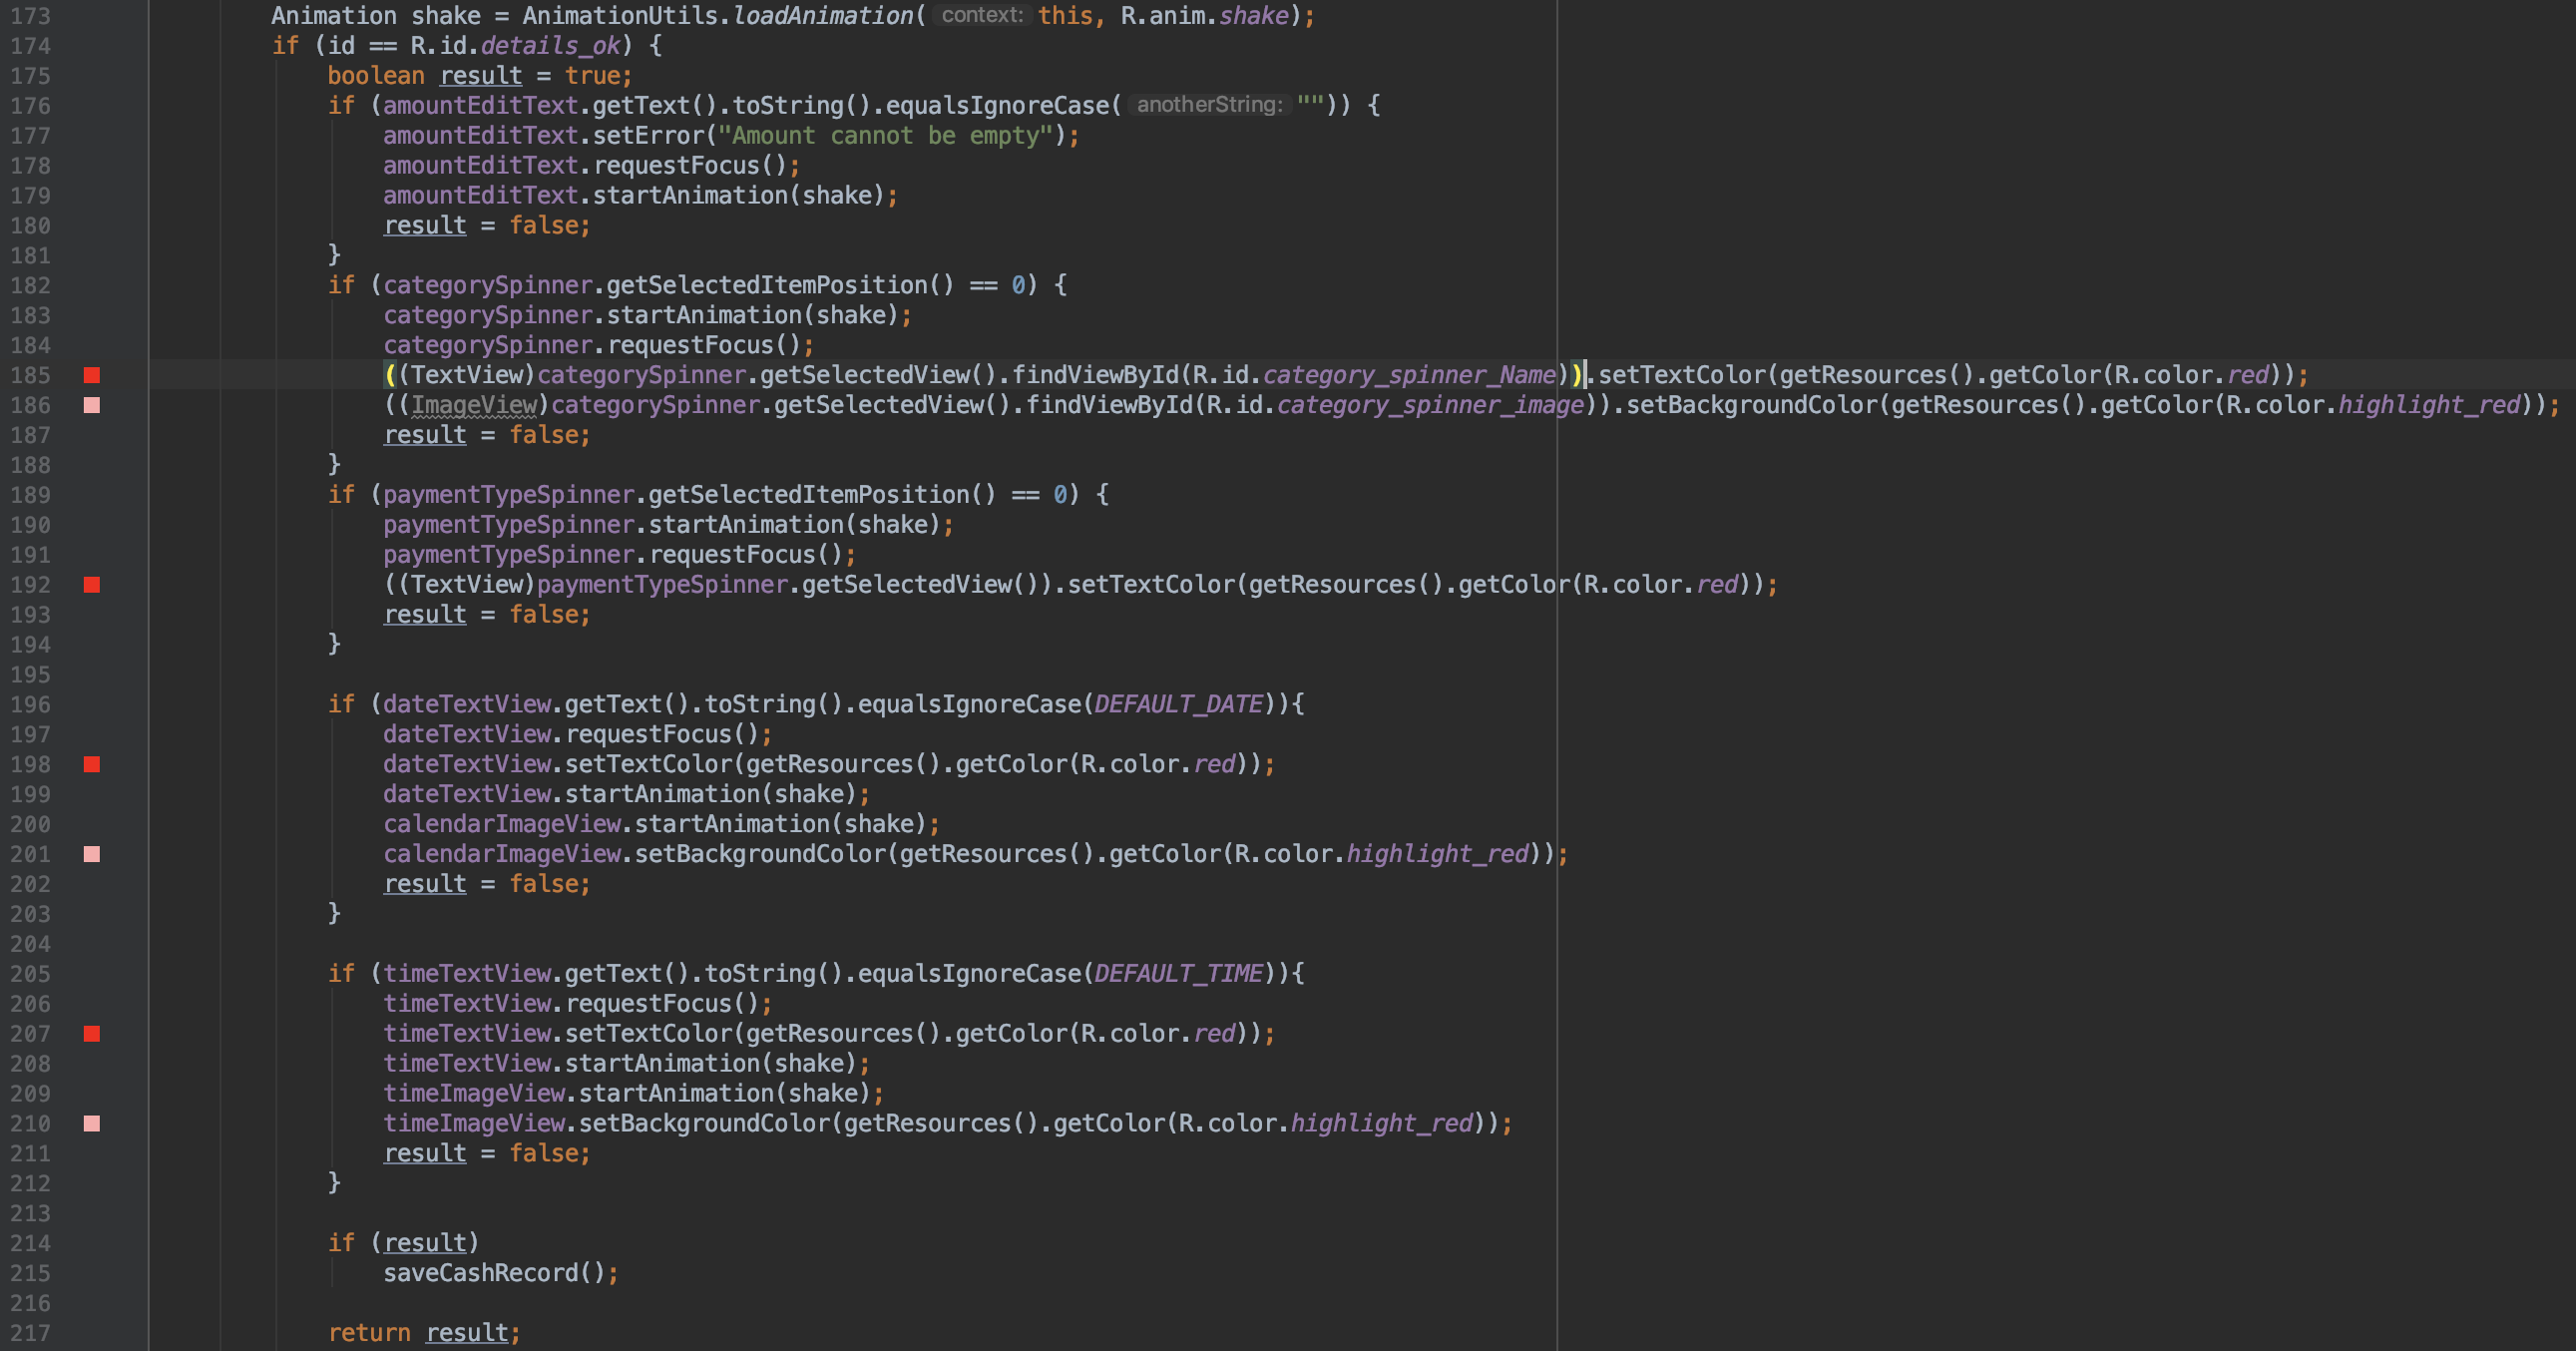 173 Animation shake = AnimationUtils.loadAnimation( context: this, R.anim.shake);
174 if (id == R.id.details_ok) {
175 boolean result = true;
176 if (amountEditText.getText().toString().equalsIgnoreCase( anotherString: "")) {
177 amountEditText.setError("Amount cannot be empty");
178 amountEditText.requestFocus();
179 amountEditText.startAnimation(shake);
180 result = false;
181 }
182 if (categorySpinner.getSelectedItemPosition() == 0) {
183 categorySpinner.startAnimation(shake);
184 categorySpinner.requestFocus();
185 ((TextView)categorySpinner.getSelectedView().findViewById(R.id.category_spinner_Name)).setTextColor(getResources().getColor(R.color.red));
186 ((ImageView)categorySpinner.getSelectedView().findViewById(R.id.category_spinner_image)).setBackgroundColor(getResources().getColor(R.color.highlight_red));
187 result = false;
188 }
189 if (paymentTypeSpinner.getSelectedItemPosition() == 0) {
190 paymentTypeSpinner.startAnimation(shake);
191 paymentTypeSpinner.requestFocus();
192 ((TextView)paymentTypeSpinner.getSelectedView()).setTextColor(getResources().getColor(R.color.red));
193 result = false;
194 }
195
196 if (dateTextView.getText().toString().equalsIgnoreCase(DEFAULT_DATE)){
197 dateTextView.requestFocus();
198 dateTextView.setTextColor(getResources().getColor(R.color.red));
199 dateTextView.startAnimation(shake);
200 calendarImageView.startAnimation(shake);
201 calendarImageView.setBackgroundColor(getResources().getColor(R.color.highlight_red));
202 result = false;
203 }
204
205 if (timeTextView.getText().toString().equalsIgnoreCase(DEFAULT_TIME)){
206 timeTextView.requestFocus();
207 timeTextView.setTextColor(getResources().getColor(R.color.red));
208 timeTextView.startAnimation(shake);
209 timeImageView.startAnimation(shake);
210 timeImageView.setBackgroundColor(getResources().getColor(R.color.highlight_red));
211 result = false;
212 }
213
214 if (result)
215 saveCashRecord();
216
217 return result;